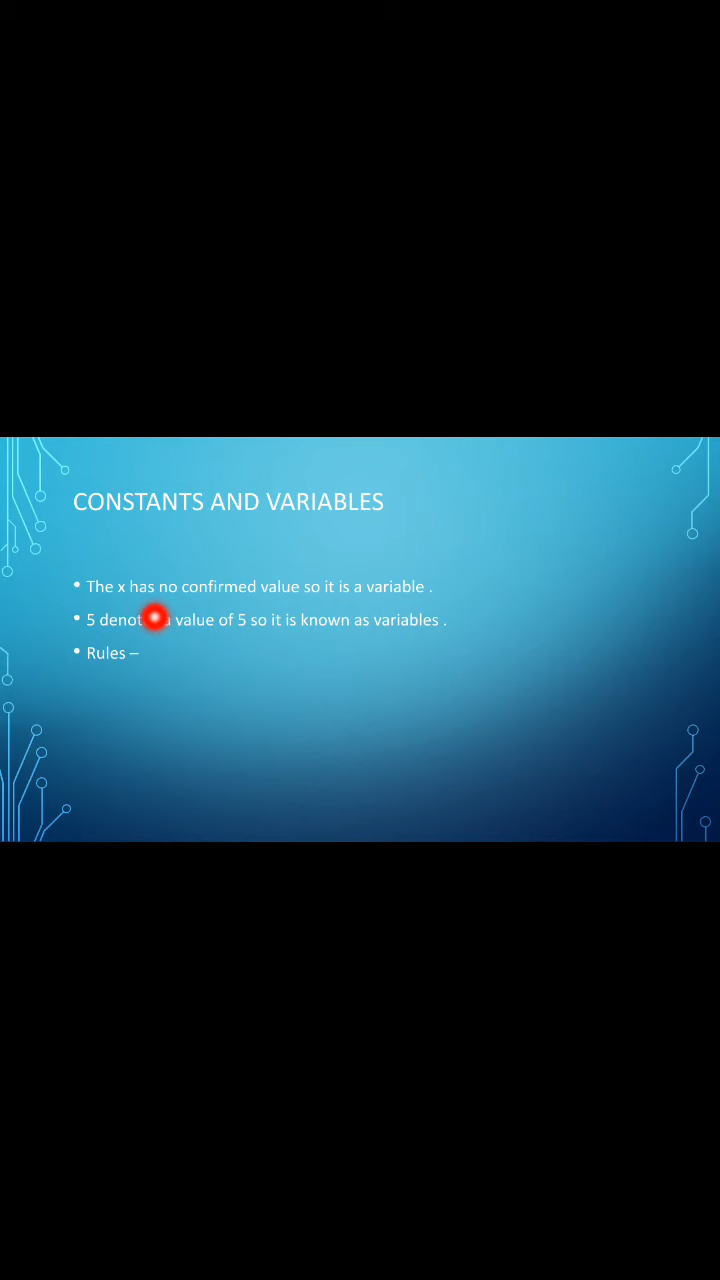 CONSTANTS AND VARIABLES
• The x has no confirmed value so it is a variable .
• 5 value of 5 so it is known as variables .
• Rules –